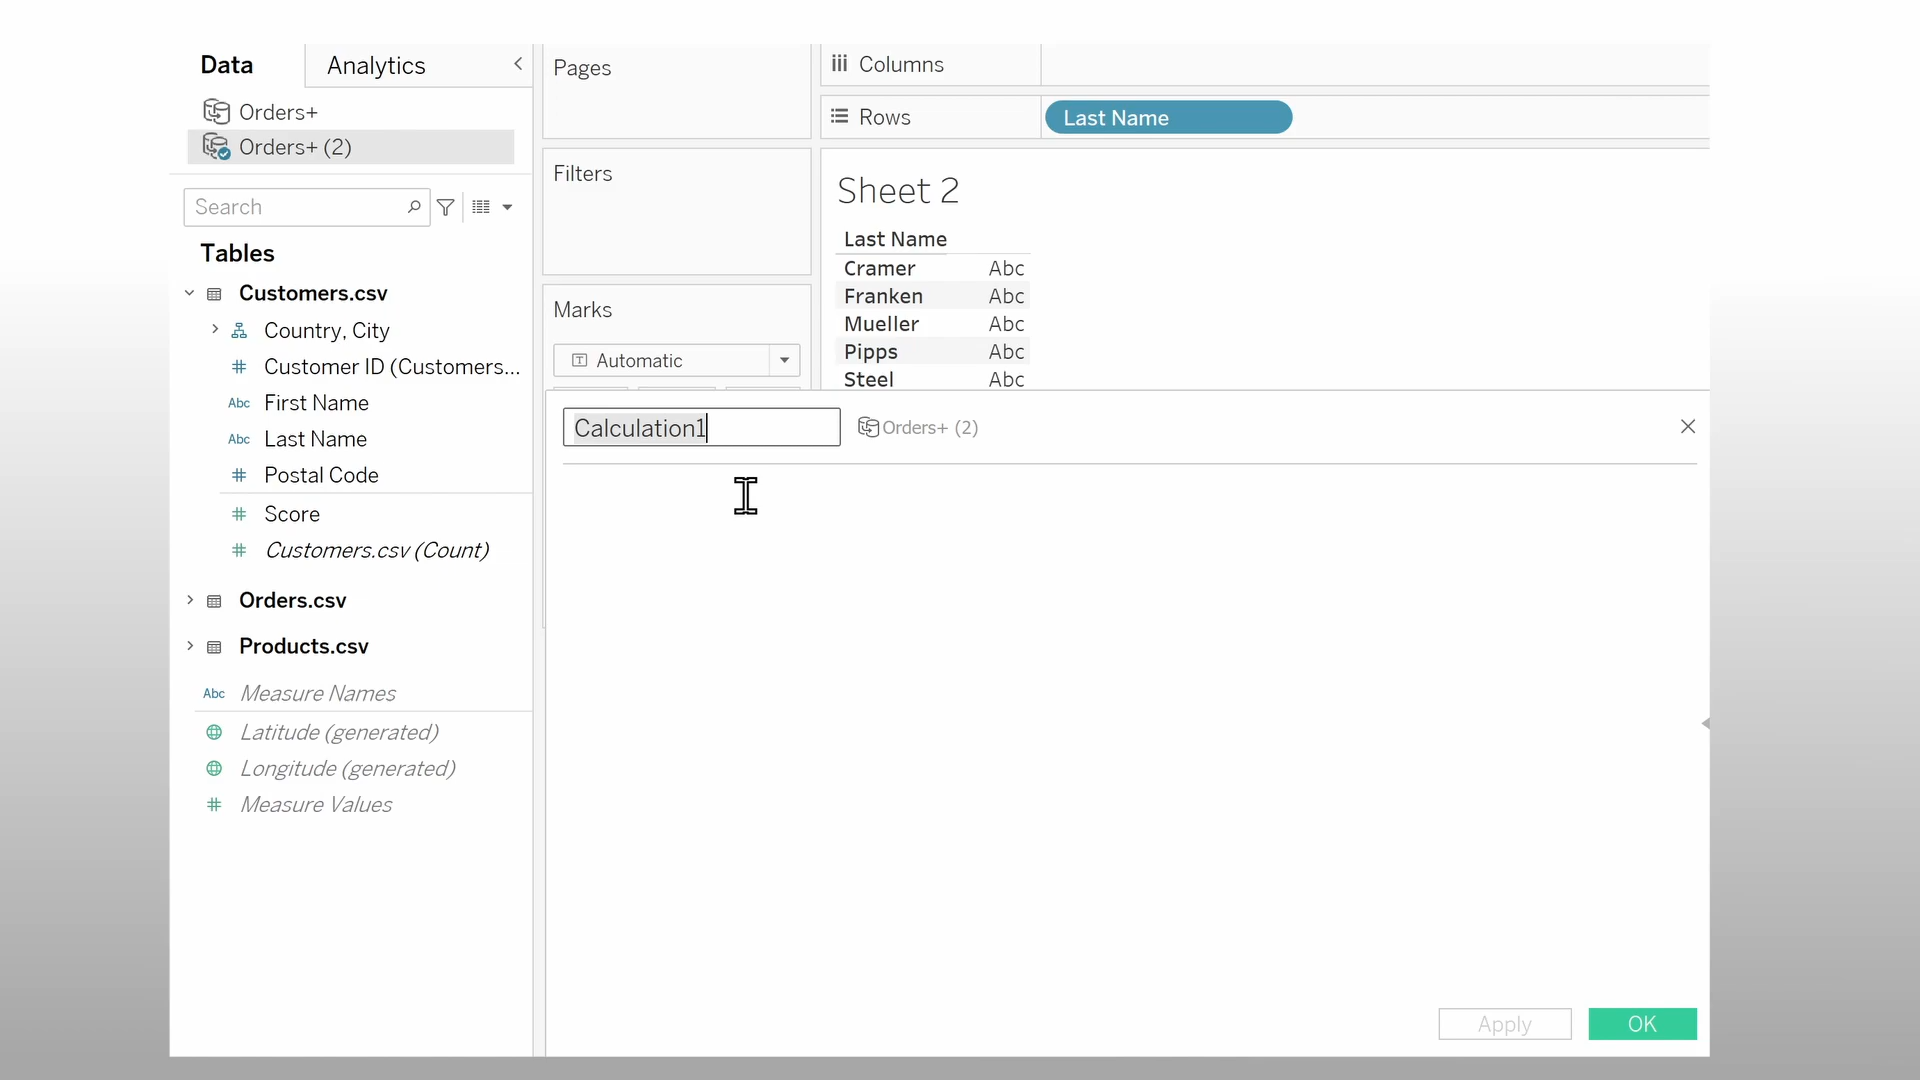 Data
Analytics
Orders+
Orders+ (2)
Search
Tables
Customers.csv
Country, City
Customer ID (Customers...
Abc First Name
Abc Last Name
Postal Code
Score
Customers.csv (Count)
Orders.csv
Products.csv
Abc Measure Names
Latitude (generated)
Longitude (generated)
Measure Values
Pages
Filters
Marks
T Automatic
Columns
Rows
Last Name
Sheet 2
Last Name
Cramer Abc
Franken Abc
Mueller Abc
Pipps Abc
Steel Abc
Calculation1
Orders+ (2)
Apply
OK